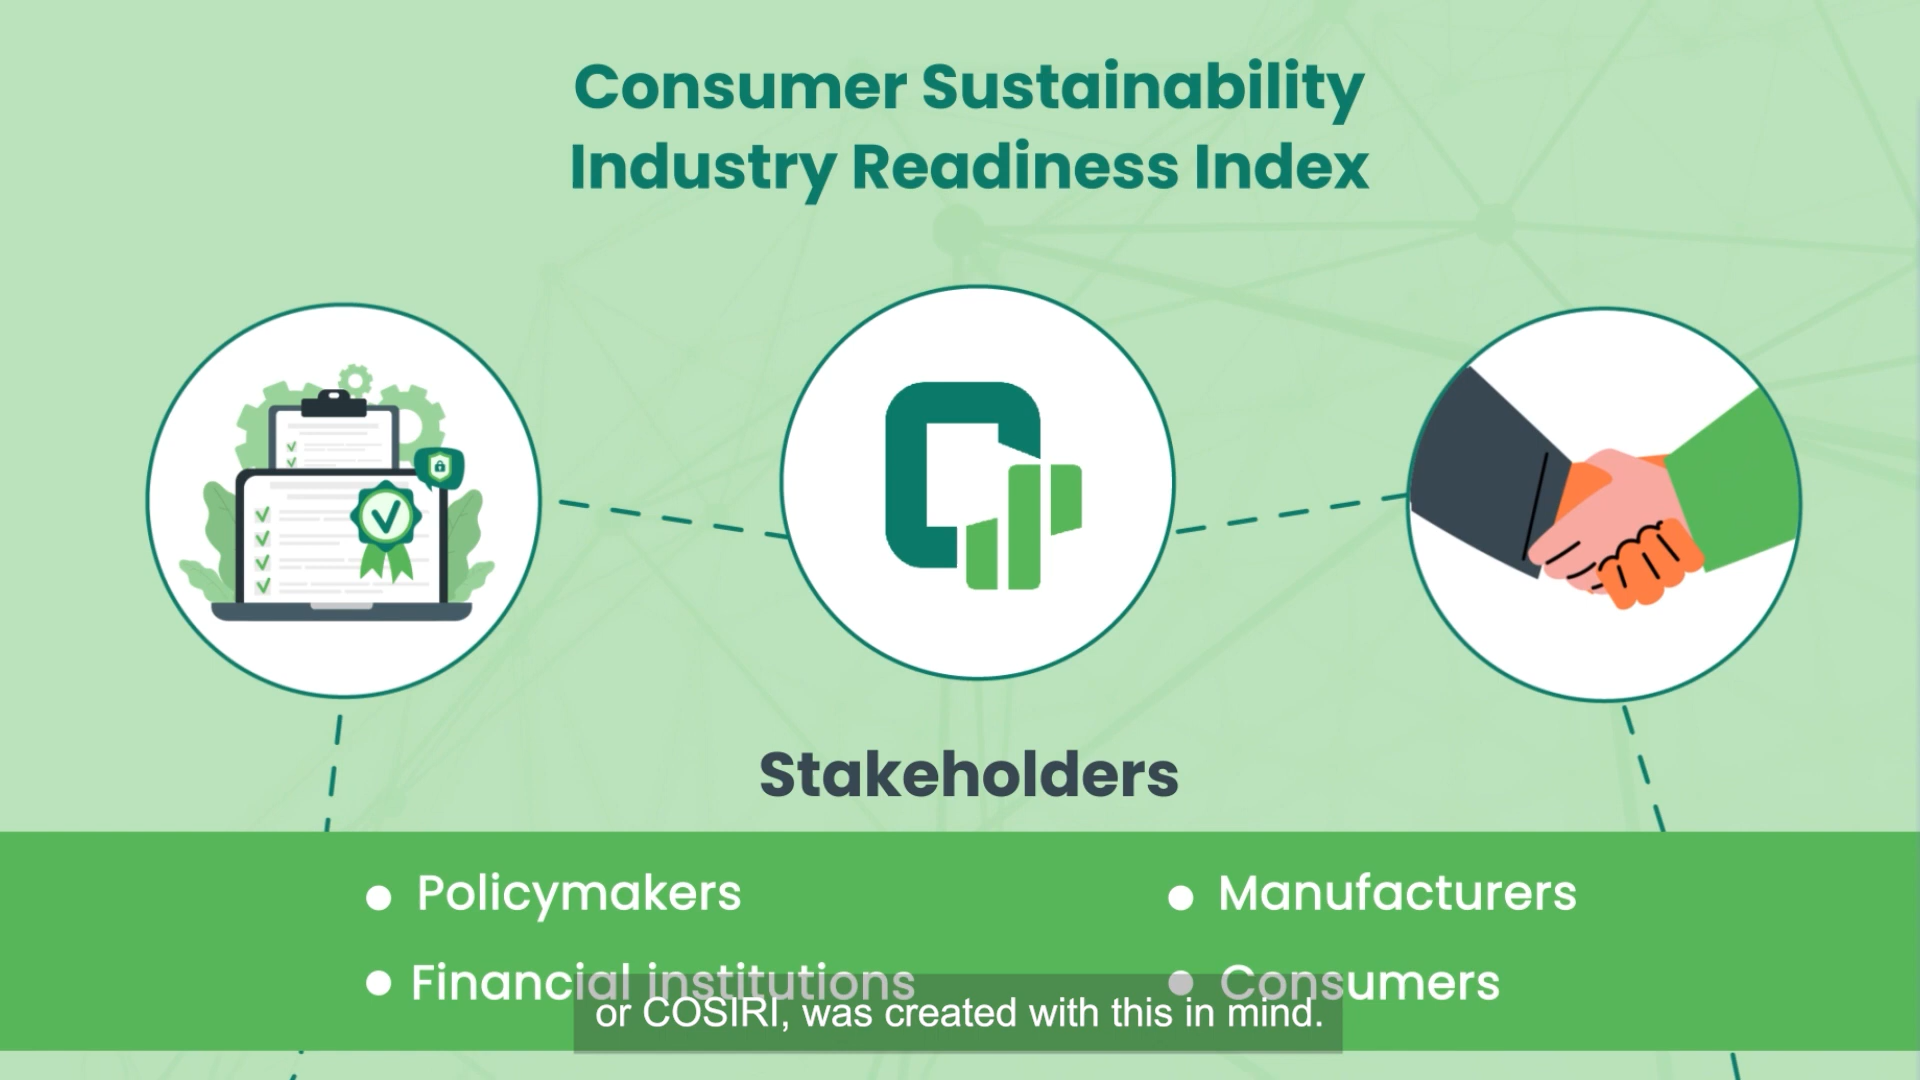 Consumer Sustainability
Industry Readiness Index
Stakeholders
Policymakers
Manufacturers
Financial institutions
Consumers
or COSIRI, was created with this in mind.